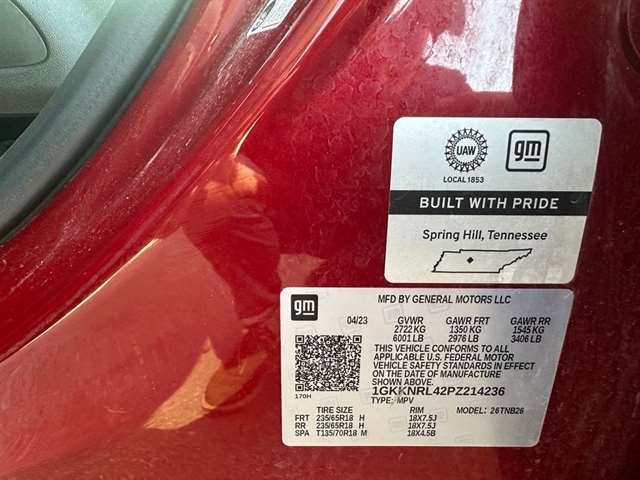 UAW
gm
LOCAL 1853
BUILT WITH PRIDE
Spring Hill, Tennessee
gm
MFD BY GENERAL MOTORS LLC
04/23 GVWR GAWR FRT GAWR RR
2722 KG 1350 KG 1545 KG
6001 LB 2976 LB 3406 LB
THIS VEHICLE CONFORMS TO ALL
APPLICABLE U.S. FEDERAL MOTOR
VEHICLE SAFETY STANDARDS IN EFFECT
ON THE DATE OF MANUFACTURE
SHOWN ABOVE.
1GKKNRL42PZ214236
170H
TYPE: MPV
TIRE SIZE RIM MODEL: 26TNB26
FRT 235/65R18 H 18X7.5J
RR 235/65R18 H 18X7.5J
SPA T135/70R18 M 18X4.5B